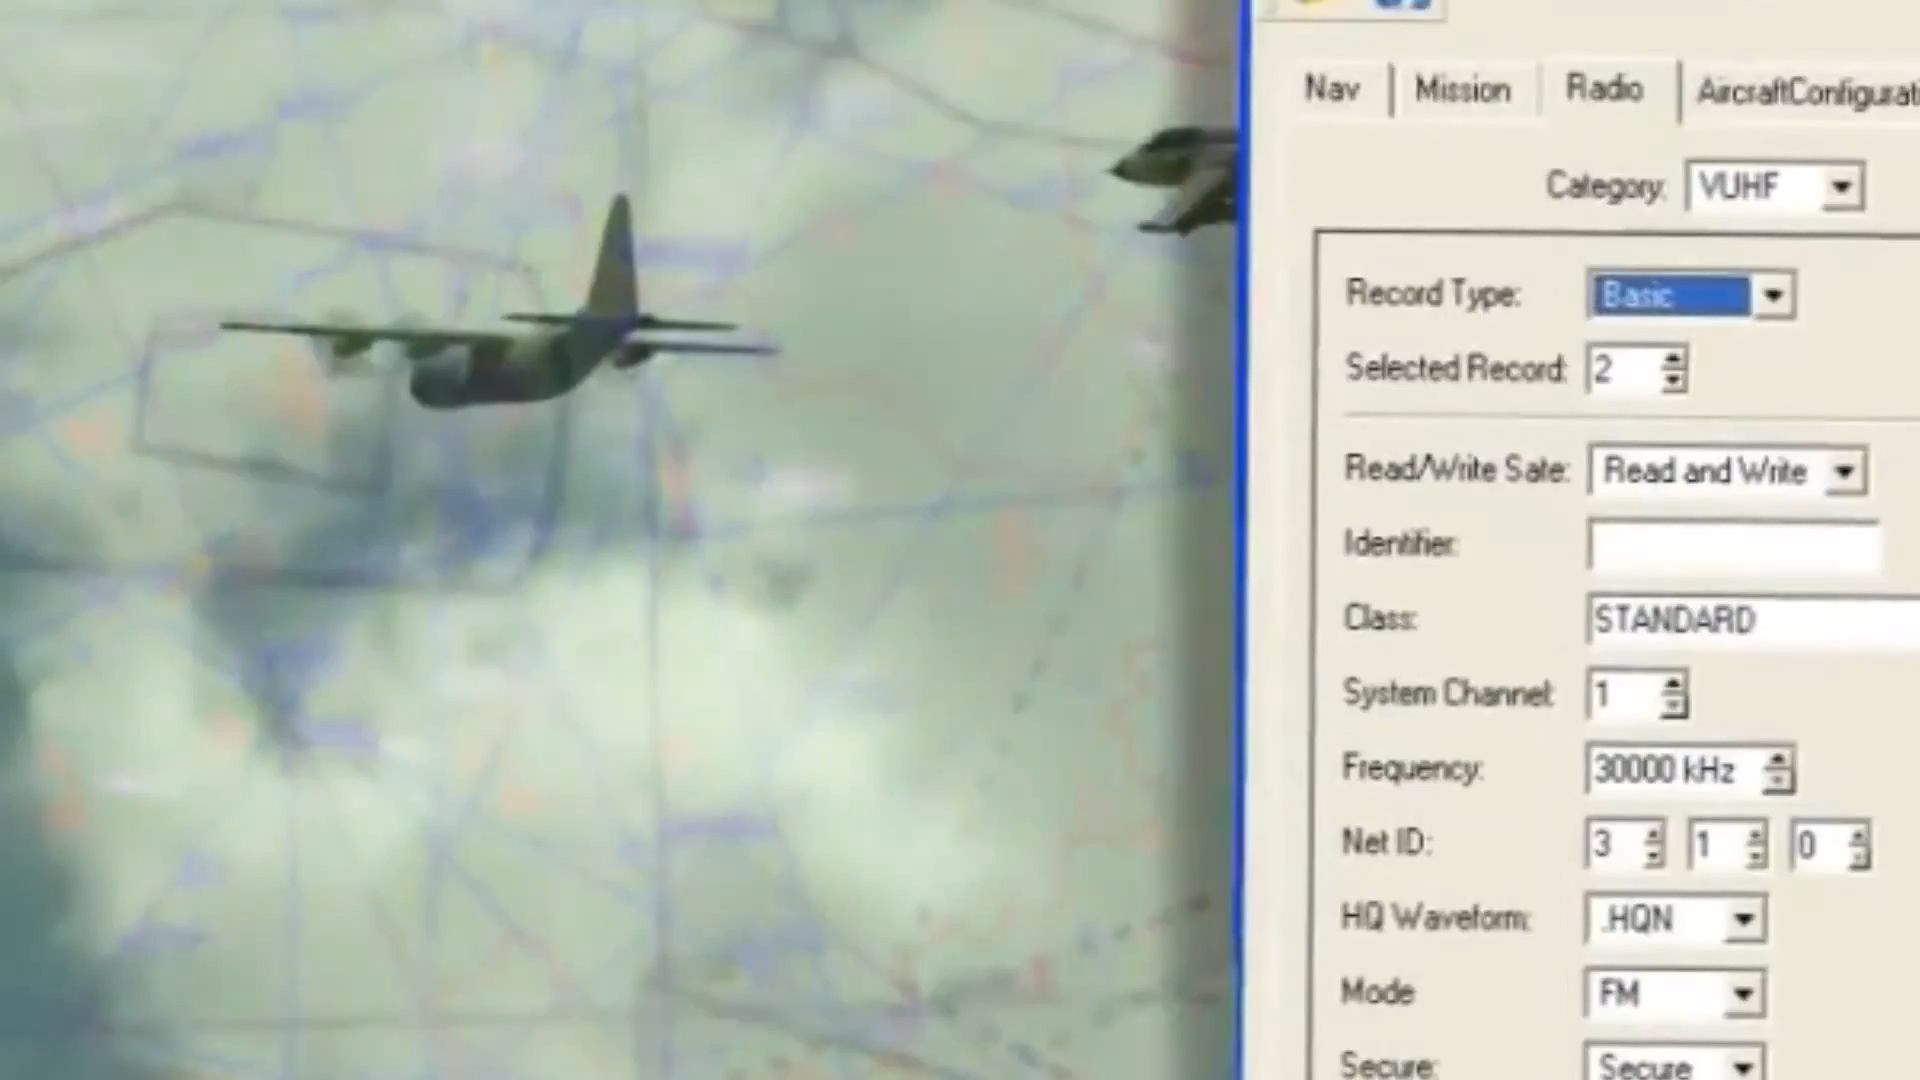 Nav Mission Radio AircraftConfigurati
Category: VUHF
Record Type: Basic
Selected Record: 2
Read/Write Sate: Read and Write
Identifier:
Class: STANDARD
System Channel: 1
Frequency: 30000 kHz
Net ID: 3 1 0
HQ Waveform: .HQN
Mode FM
Secure: Secure